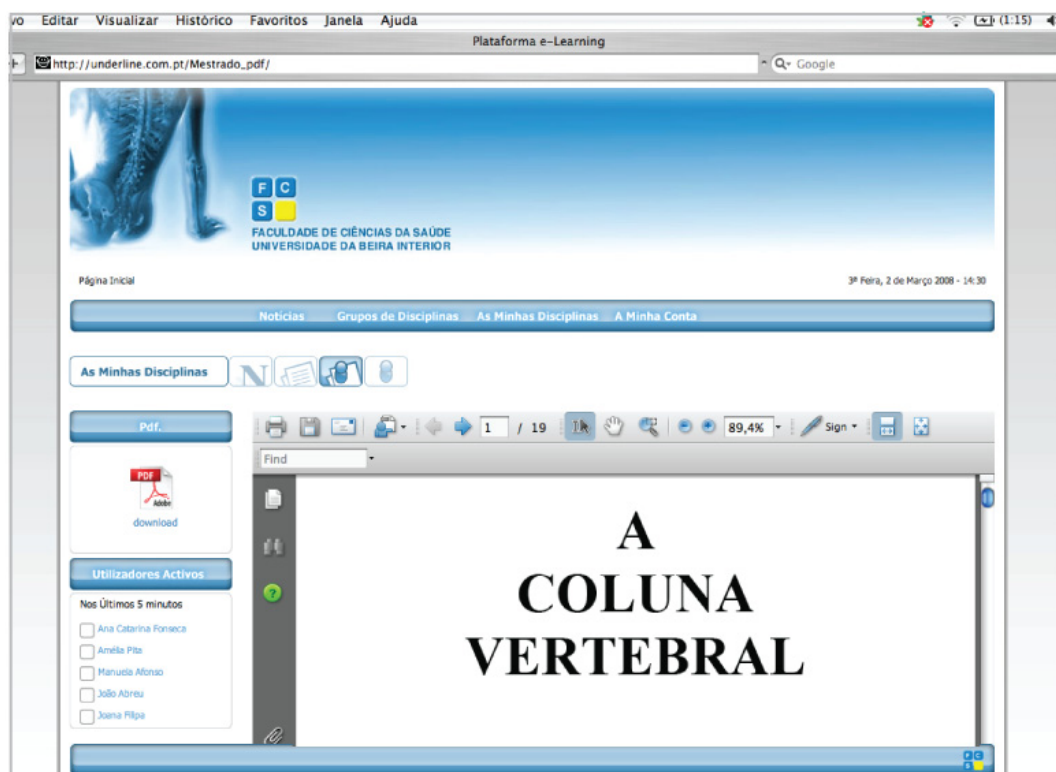 vo Editar Visualizar Histórico Favoritos Janela Ajuda (1:15)
Plataforma e-Learning
http://underline.com.pt/Mestrado_pdf/ Google
F C
S
FACULDADE DE CIÊNCIAS DA SAÚDE
UNIVERSIDADE DA BEIRA INTERIOR
Página Inicial 3ª Feira, 2 de Março 2008 - 14:30
Noticias Grupos de Disciplinas As Minhas Disciplinas A Minha Conta
As Minhas Disciplinas N
Pdf. 1 / 19 89,4% Sign
Find
PDF
Adobe
download
A
COLUNA
VERTEBRAL
Utilizadores Activos
Nos Últimos 5 minutos
Ana Catarina Fonseca
Amélia Pita
Manuela Afonso
João Abreu
Joana Filipa
F C
S